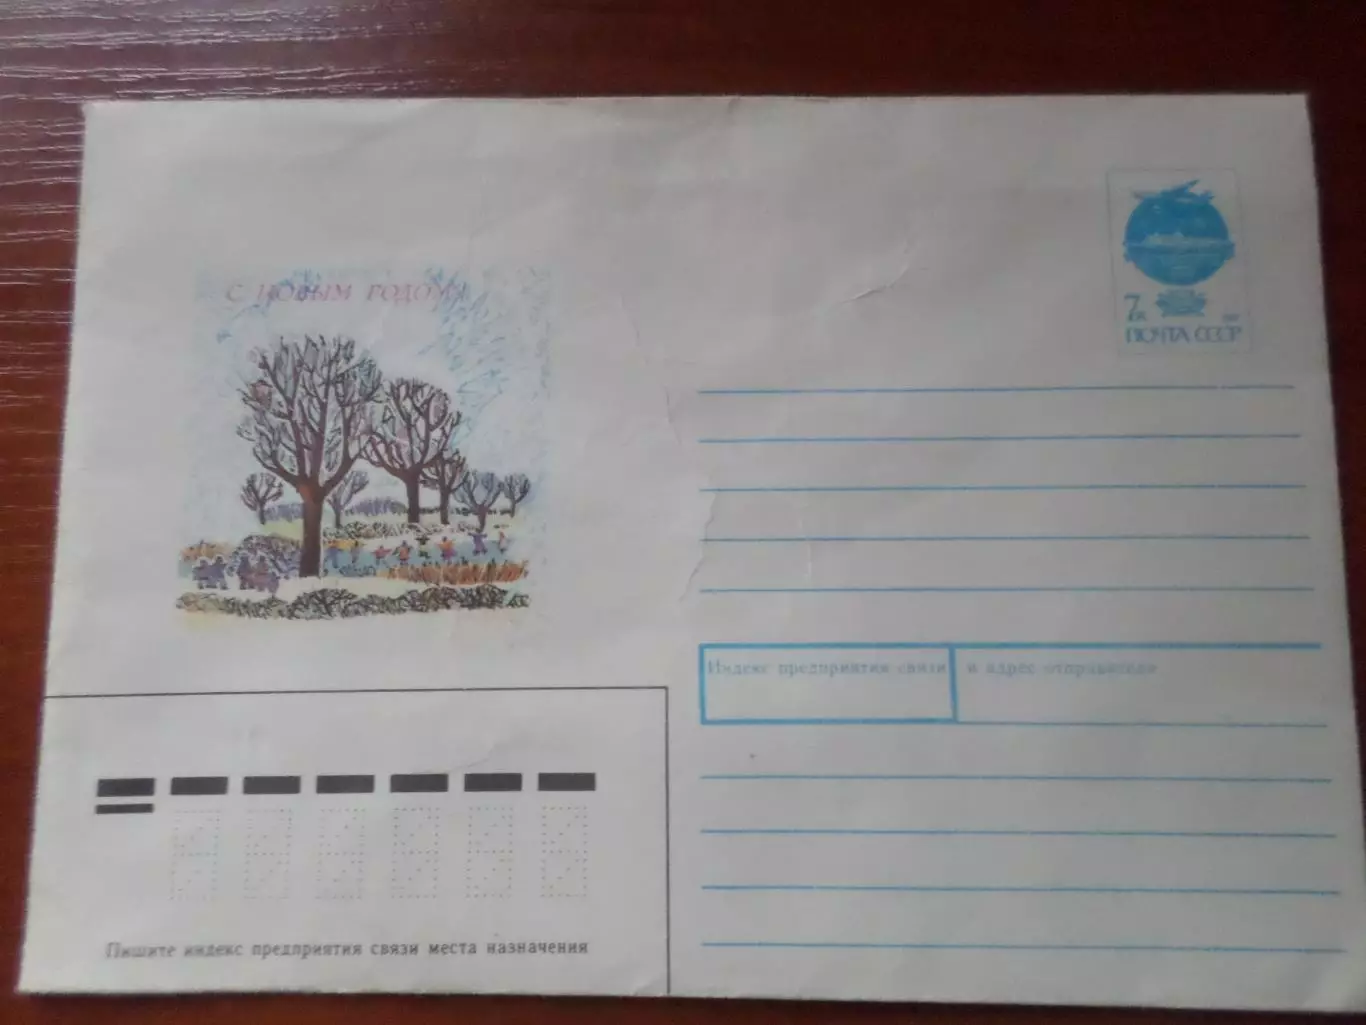 С НОВЫМ ГОДОМ!
7к
ПОЧТА СССР
Индекс предприятия связи и адрес отправителя
Пишите индекс предприятия связи места назначения